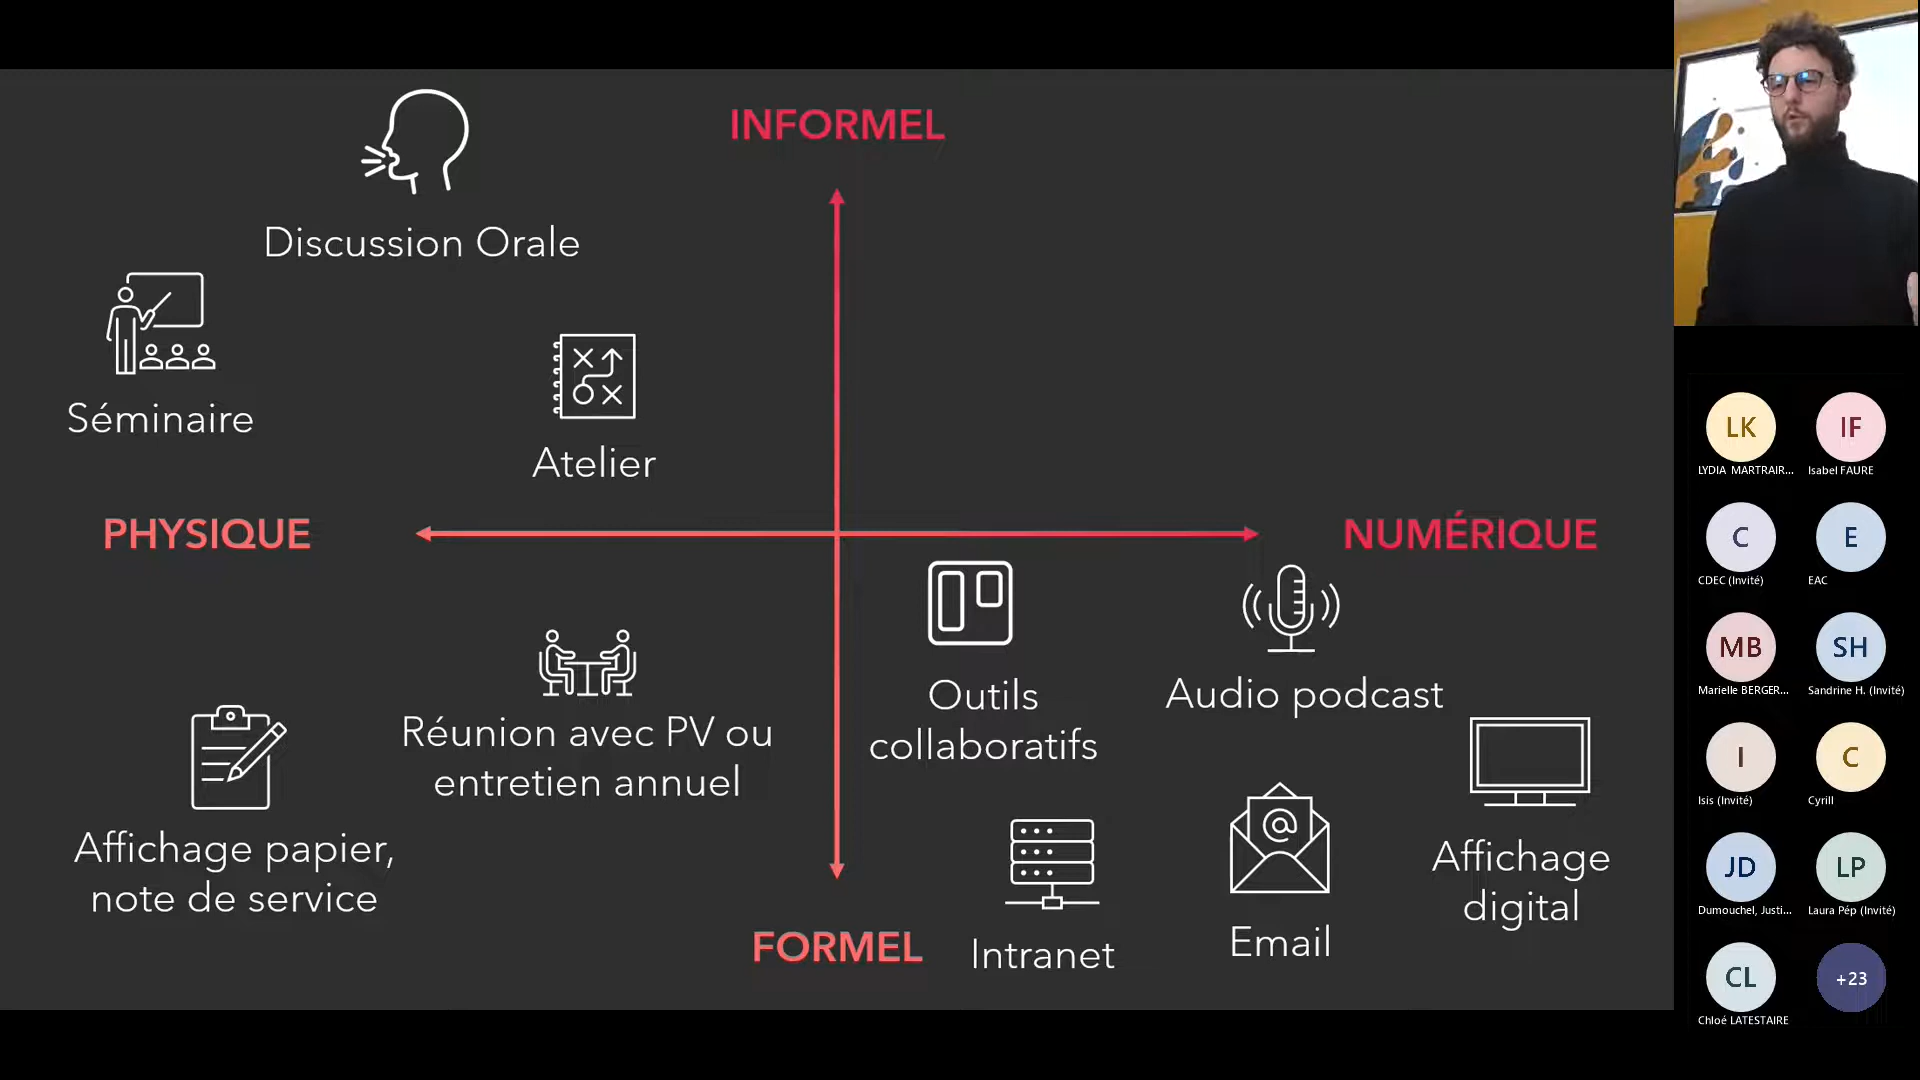 INFORMEL
Discussion Orale
Séminaire
Atelier
PHYSIQUE
NUMÉRIQUE
Outils
collaboratifs
Audio podcast
Réunion avec PV ou
entretien annuel
Affichage papier,
note de service
Affichage
digital
@
Email
Intranet
FORMEL
LK
LYDIA MARTRAIR...
IF
Isabel FAURE
C
CDEC (Invité)
E
EAC
MB
Marielle BERGER...
SH
Sandrine H. (Invité)
I
Isis (Invité)
C
Cyrill
JD
Dumouchel, Justi...
LP
Laura Pép (Invité)
CL
Chloé LATESTAIRE
+23